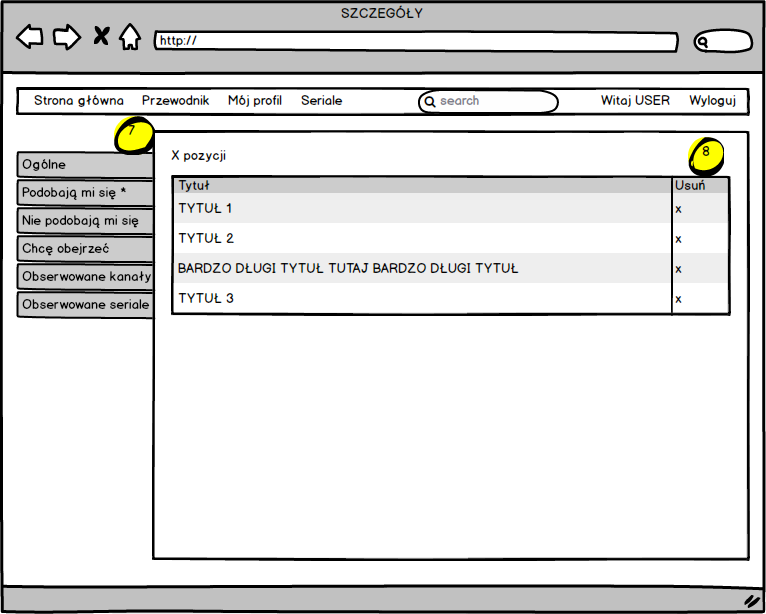 SZCZEGÓŁY
http://
Strona główna Przewodnik Mój profil Seriale search Witaj USER Wyloguj
7
8
Ogólne
Podobają mi się *
Nie podobają mi się
Chcę obejrzeć
Obserwowane kanały
Obserwowane seriale
X pozycji
Tytuł Usuń
TYTUŁ 1 x
TYTUŁ 2 x
BARDZO DŁUGI TYTUŁ TUTAJ BARDZO DŁUGI TYTUŁ x
TYTUŁ 3 x